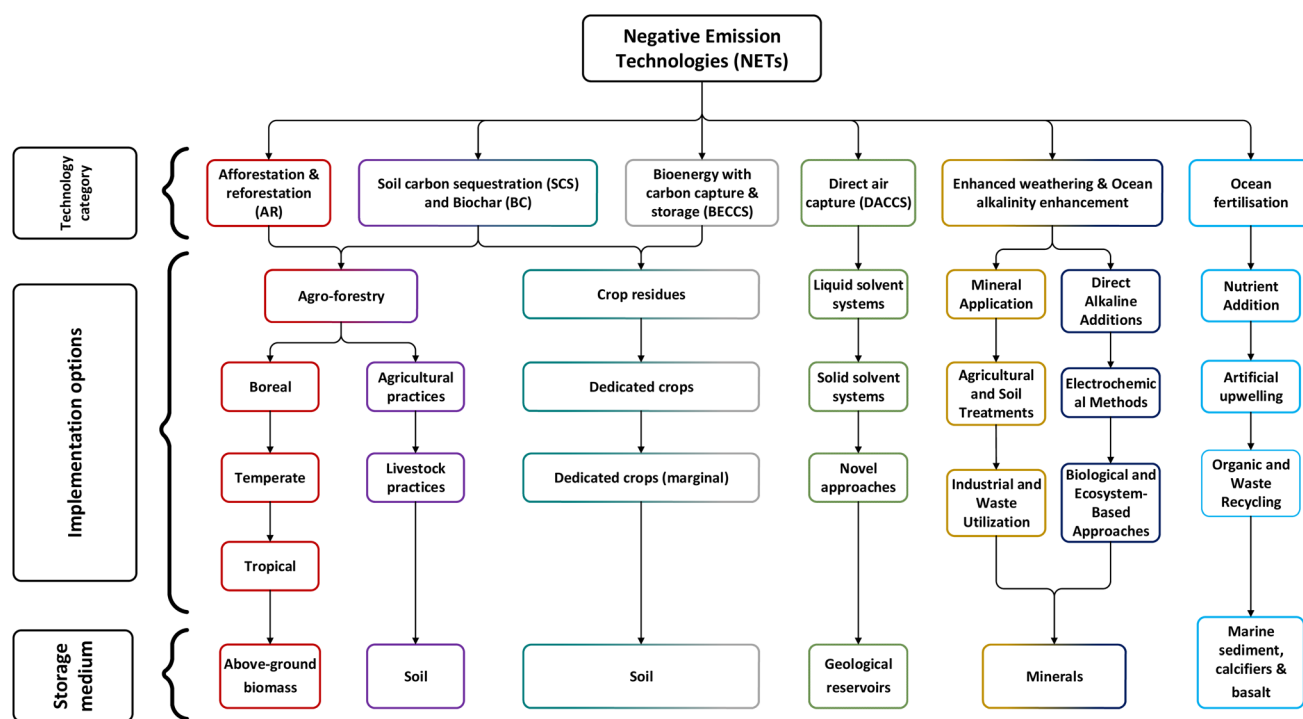 Negative Emission
Technologies (NETs)
Technology
category
Afforestation &
reforestation
(AR)
Soil carbon sequestration (SCS)
and Biochar (BC)
Bioenergy with
carbon capture &
storage (BECCS)
Direct air
capture (DACCS)
Enhanced weathering & Ocean
alkalinity enhancement
Ocean
fertilisation
Implementation options
Agro-forestry
Crop residues
Liquid solvent
systems
Mineral
Application
Direct
Alkaline
Additions
Nutrient
Addition
Boreal
Agricultural
practices
Dedicated crops
Solid solvent
systems
Agricultural
and Soil
Treatments
Electrochemic
al Methods
Artificial
upwelling
Temperate
Livestock
practices
Dedicated crops (marginal)
Novel
approaches
Industrial and
Waste
Utilization
Biological and
Ecosystem-
Based
Approaches
Organic and
Waste
Recycling
Tropical
Storage
medium
Above-ground
biomass
Soil
Soil
Geological
reservoirs
Minerals
Marine
sediment,
calcifiers &
basalt